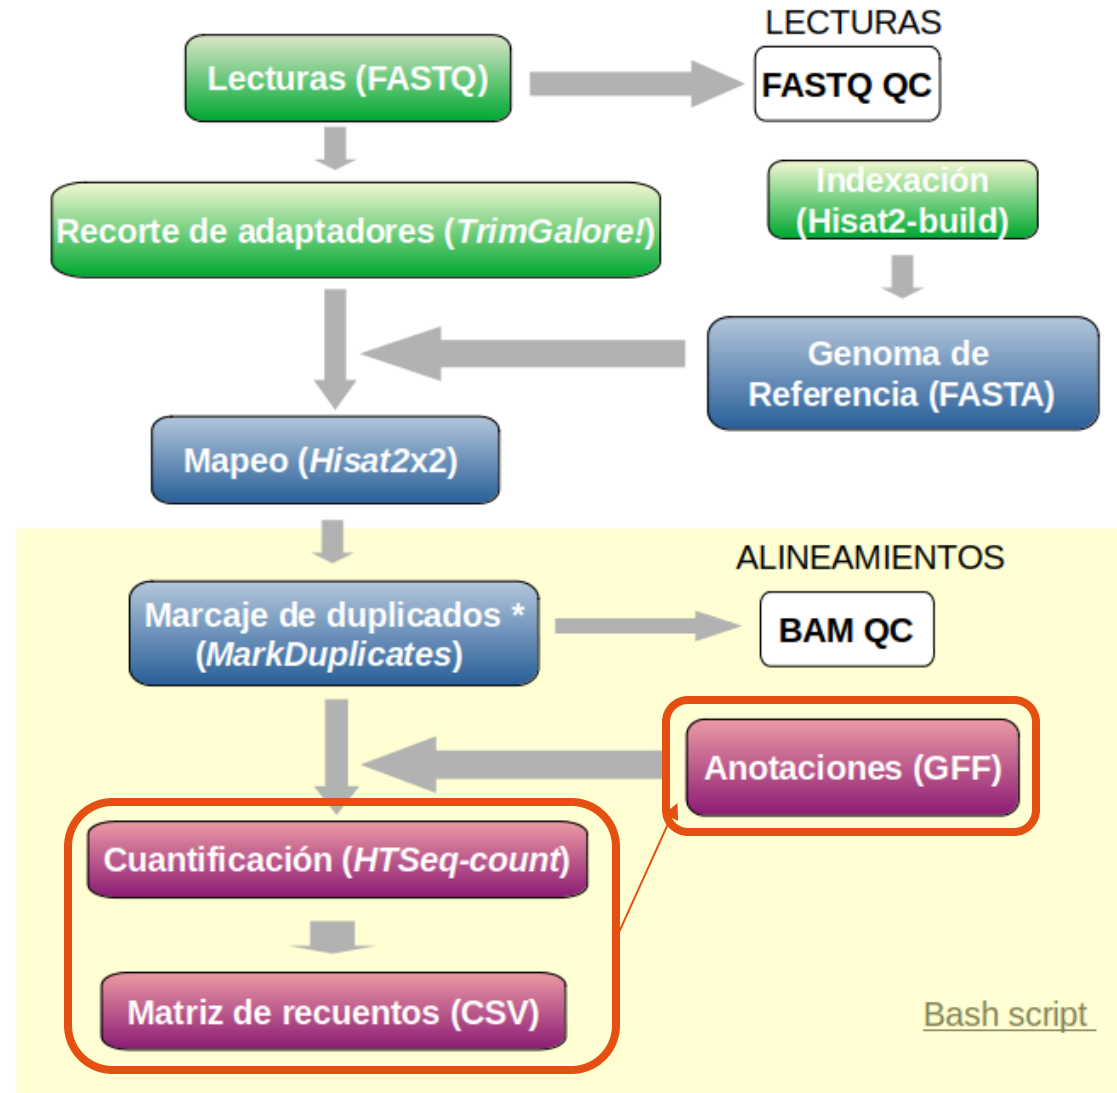 LECTURAS
Lecturas (FASTQ)
FASTQ QC
Indexación
(Hisat2-build)
Recorte de adaptadores (TrimGalore!)
Genoma de
Referencia (FASTA)
Mapeo (Hisat2x2)
ALINEAMIENTOS
Marcaje de duplicados *
(MarkDuplicates)
BAM QC
Anotaciones (GFF)
Cuantificación (HTSeq-count)
Matriz de recuentos (CSV)
Bash script